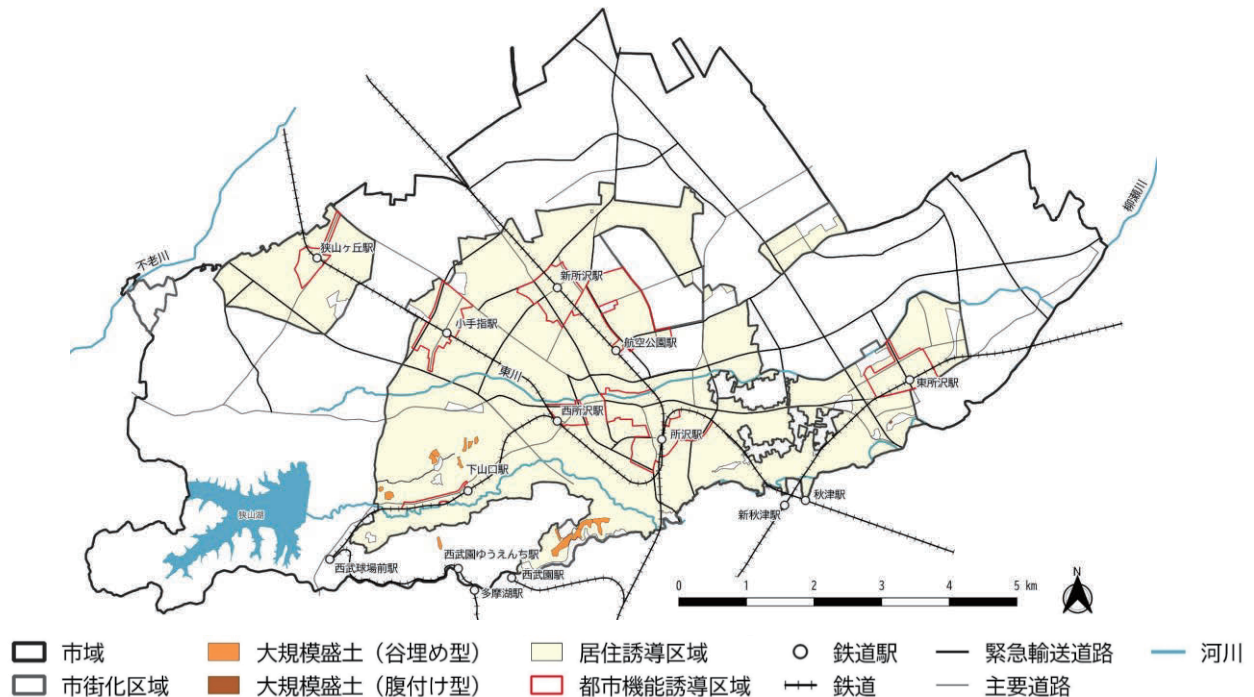 柳瀬川
不老川
狭山ヶ丘駅
新所沢駅
小手指駅
航空公園駅
東川
東所沢駅
西所沢駅
所沢駅
下山口駅
秋津駅
新秋津駅
狭山湖
西武球場前駅
西武園ゆうえんち駅
西武園駅
多摩湖駅
0 1 2 3 4 5 km
N
市域 大規模盛土（谷埋め型） 居住誘導区域 鉄道駅 緊急輸送道路 河川
市街化区域 大規模盛土（腹付け型） 都市機能誘導区域 鉄道 主要道路